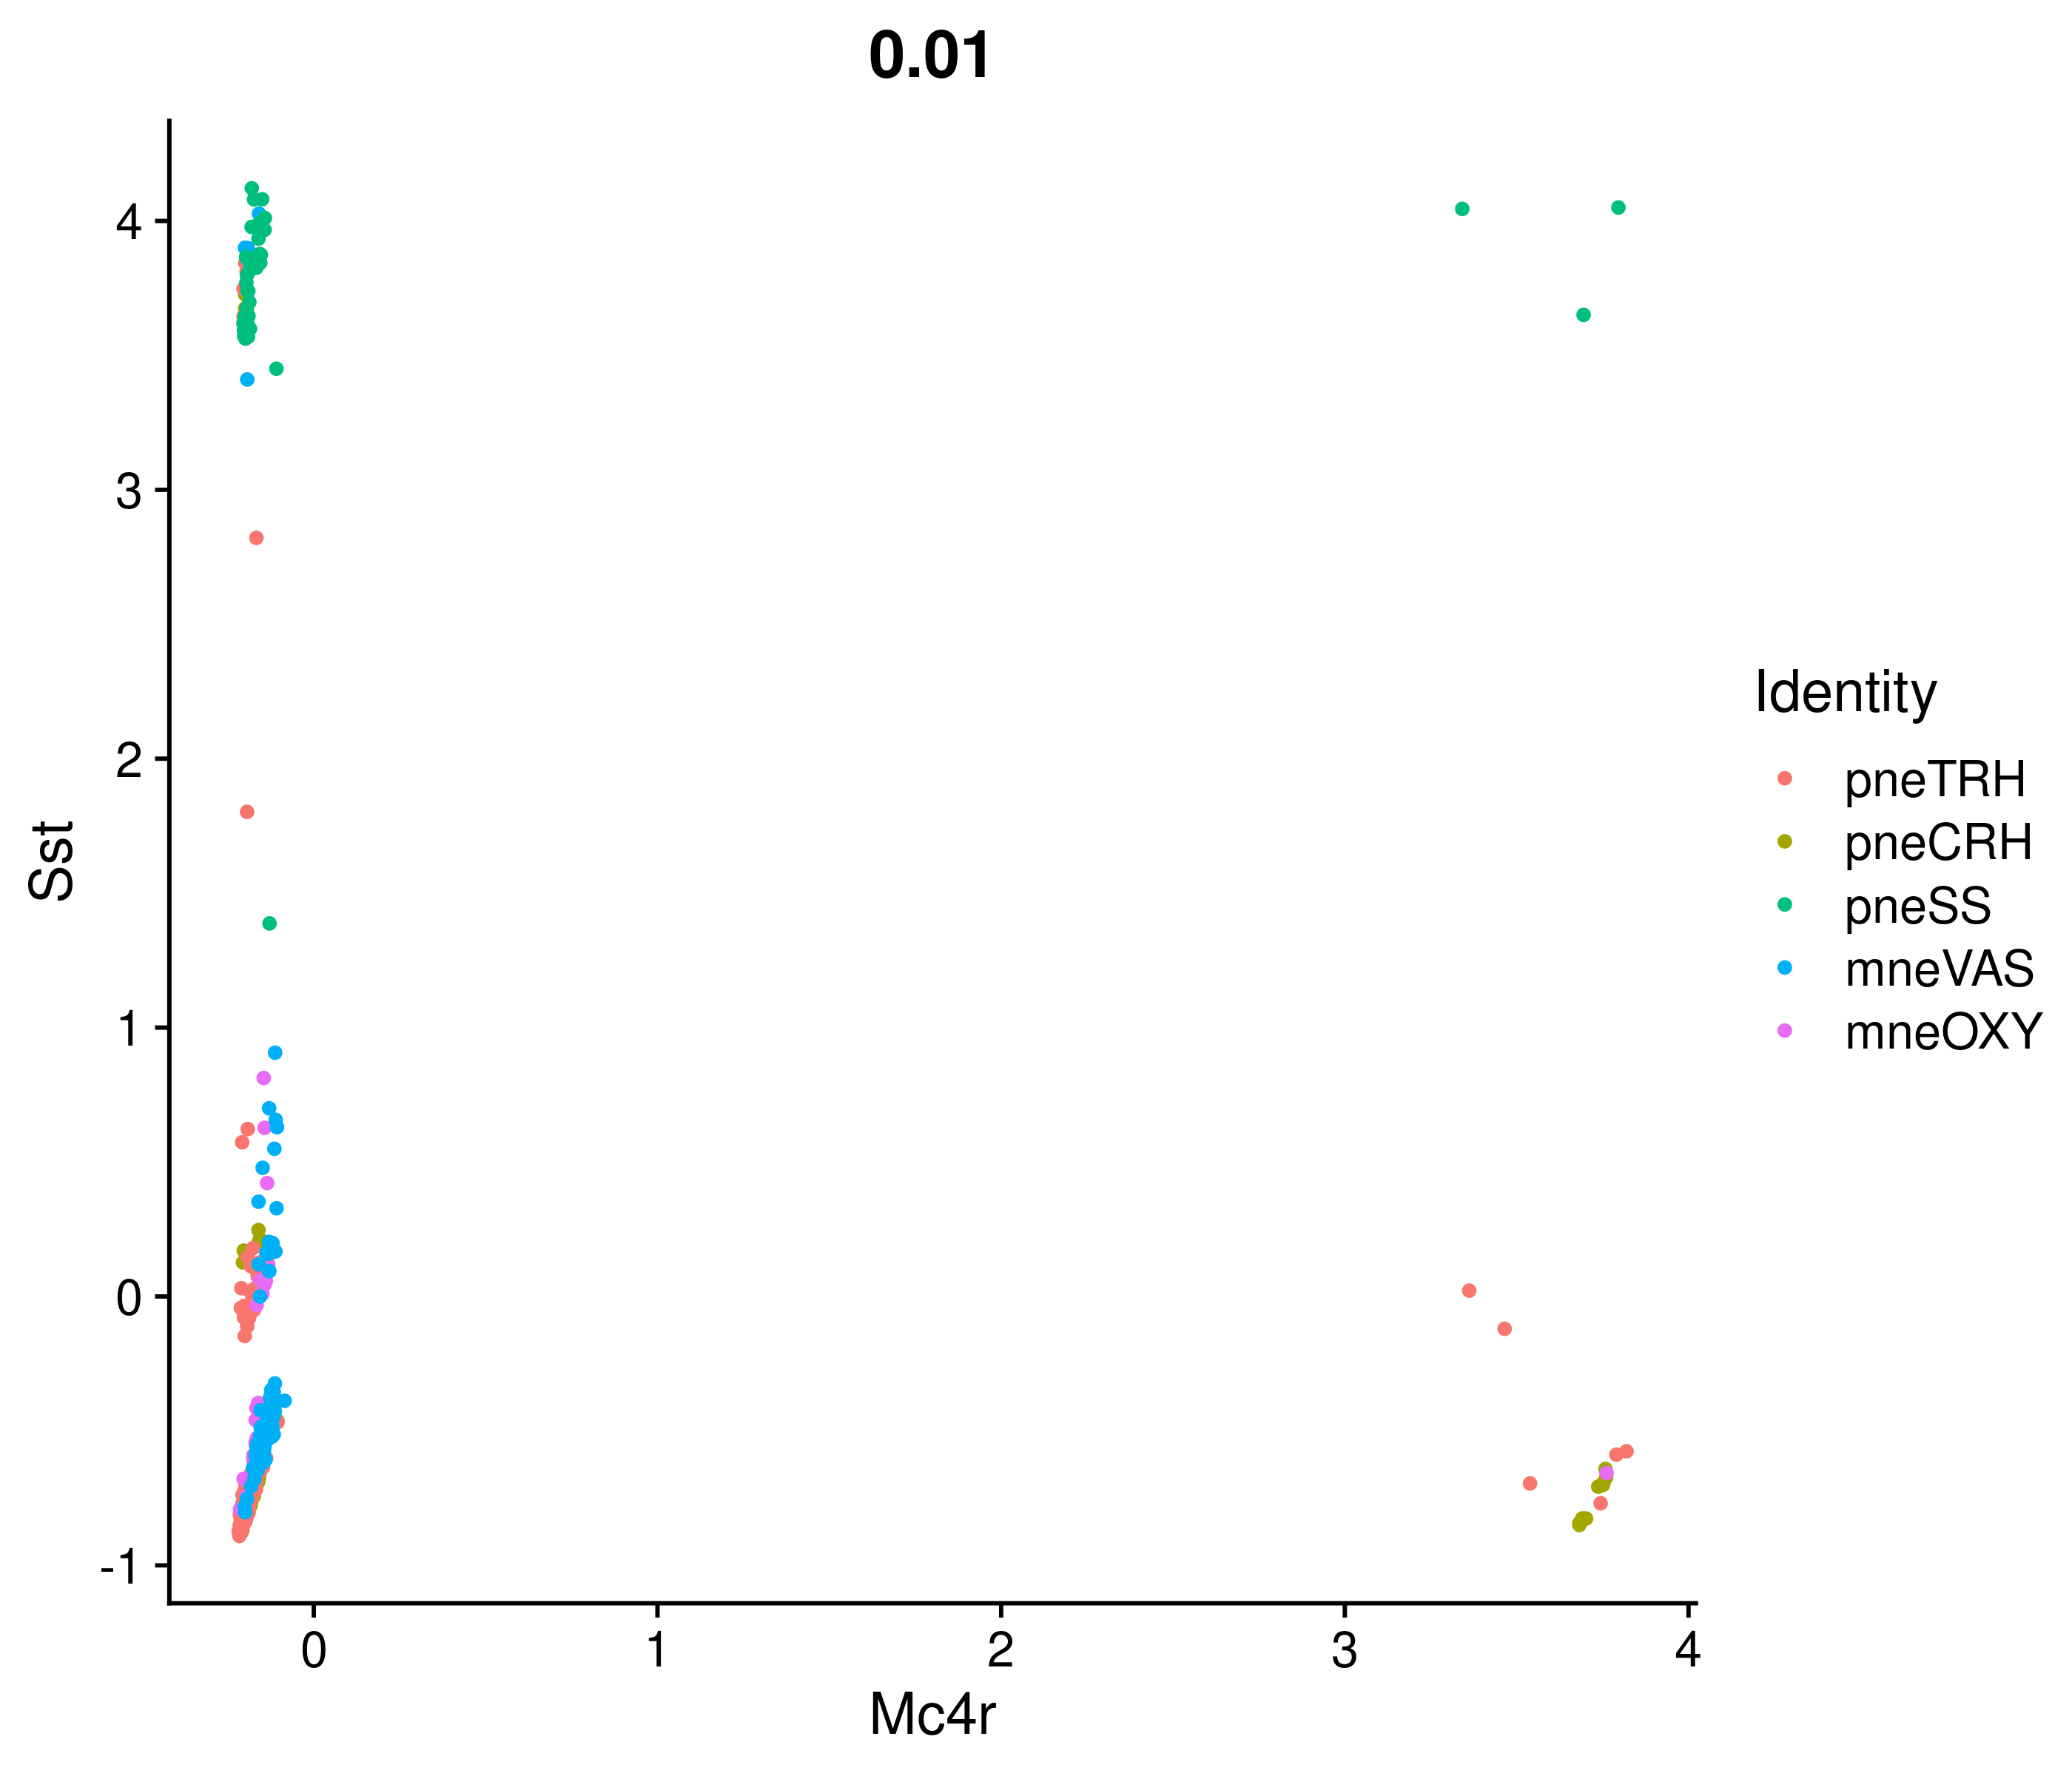 0.01
4
3
2
1
0
-1
Sst
0 1 2 3 4
Mc4r
Identity
pneTRH
pneCRH
pneSS
mneVAS
mneOXY